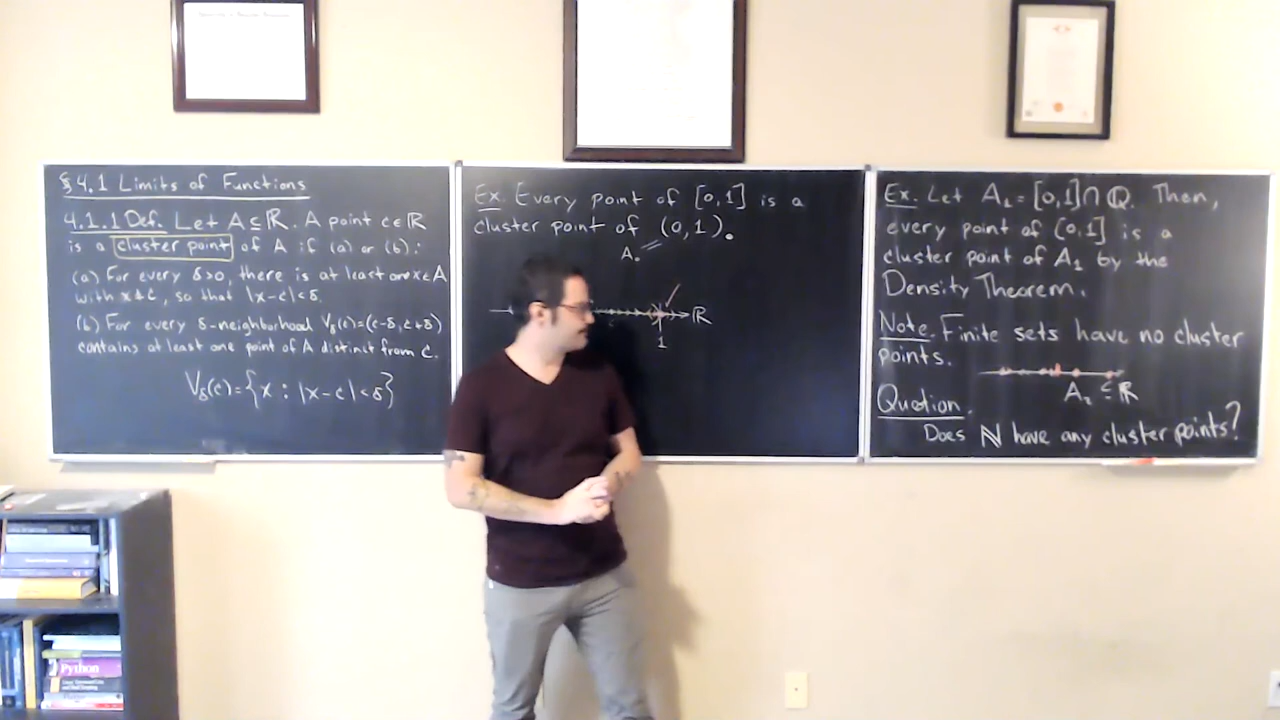 §4.1 Limits of Functions
4.1.1 Def. Let A⊆ℝ. A point c∈ℝ
is a cluster point of A if (a) or (b):
(a) For every δ>0, there is at least one x∈A
with x≠c, so that |x-c|<δ.
(b) For every δ-neighborhood V_δ(c)=(c-δ,c+δ)
contains at least one point of A distinct from c.
V_δ(c)={x : |x-c|<δ}
Ex. Every point of [0,1] is a
cluster point of (0,1).
A₀ =
ℝ
1
Ex. Let A₁=[0,1]∩ℚ. Then,
every point of [0,1] is a
cluster point of A₁ by the
Density Theorem.
Note. Finite sets have no cluster
points.
A₂ ⊆ ℝ
Question.
Does ℕ have any cluster points?
Python